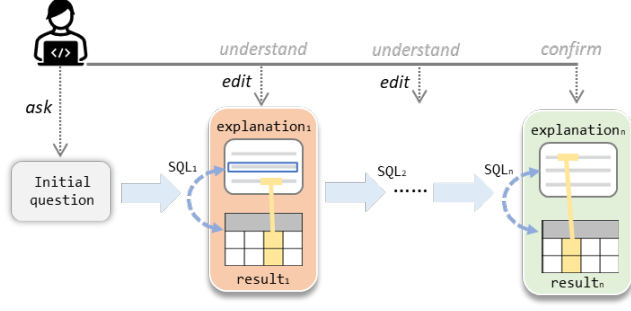 understand
understand
confirm
ask
edit
edit
explanation₁
explanationₙ
Initial
question
SQL₁
SQL₂
......
SQLₙ
result₁
resultₙ